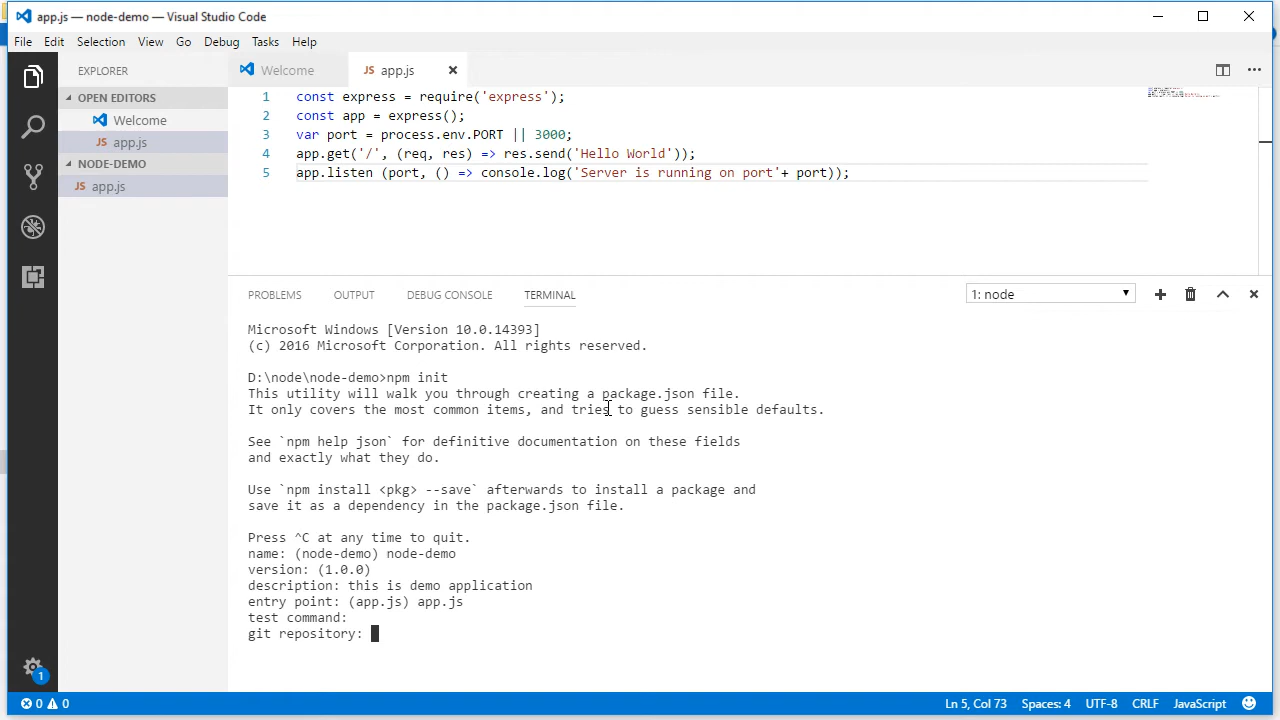 app.js — node-demo — Visual Studio Code
File Edit Selection View Go Debug Tasks Help
EXPLORER
OPEN EDITORS
Welcome
app.js
NODE-DEMO
app.js
1
Welcome
JS app.js
1 const express = require('express');
2 const app = express();
3 var port = process.env.PORT || 3000;
4 app.get('/', (req, res) => res.send('Hello World'));
5 app.listen (port, () => console.log('Server is running on port'+ port));
PROBLEMS OUTPUT DEBUG CONSOLE TERMINAL
1: node
Microsoft Windows [Version 10.0.14393]
(c) 2016 Microsoft Corporation. All rights reserved.
D:\node\node-demo>npm init
This utility will walk you through creating a package.json file.
It only covers the most common items, and tries to guess sensible defaults.
See `npm help json` for definitive documentation on these fields
and exactly what they do.
Use `npm install <pkg> --save` afterwards to install a package and
save it as a dependency in the package.json file.
Press ^C at any time to quit.
name: (node-demo) node-demo
version: (1.0.0)
description: this is demo application
entry point: (app.js) app.js
test command:
git repository:
0 0
Ln 5, Col 73 Spaces: 4 UTF-8 CRLF JavaScript